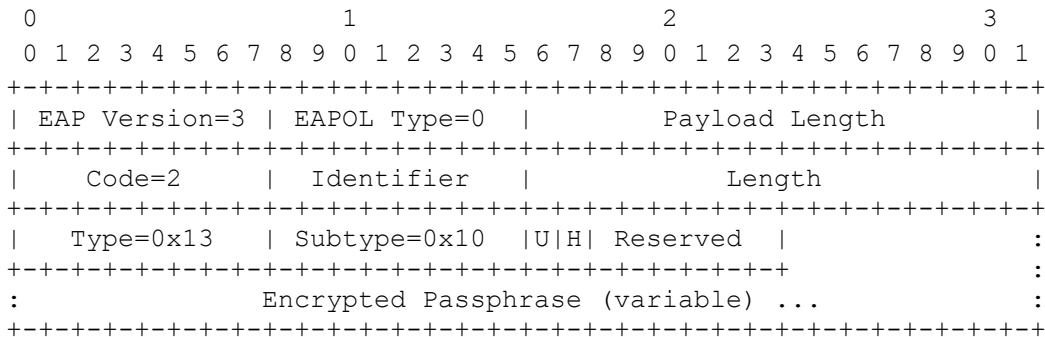 0                   1                   2                   3
 0 1 2 3 4 5 6 7 8 9 0 1 2 3 4 5 6 7 8 9 0 1 2 3 4 5 6 7 8 9 0 1
+-+-+-+-+-+-+-+-+-+-+-+-+-+-+-+-+-+-+-+-+-+-+-+-+-+-+-+-+-+-+-+-+
| EAP Version=3 | EAPOL Type=0  |        Payload Length         |
+-+-+-+-+-+-+-+-+-+-+-+-+-+-+-+-+-+-+-+-+-+-+-+-+-+-+-+-+-+-+-+-+
|    Code=2     |  Identifier   |            Length             |
+-+-+-+-+-+-+-+-+-+-+-+-+-+-+-+-+-+-+-+-+-+-+-+-+-+-+-+-+-+-+-+-+
|   Type=0x13   | Subtype=0x10  |U|H| Reserved  |               :
+-+-+-+-+-+-+-+-+-+-+-+-+-+-+-+-+-+-+-+-+-+-+-+-+               :
:               Encrypted Passphrase (variable) ...             :
+-+-+-+-+-+-+-+-+-+-+-+-+-+-+-+-+-+-+-+-+-+-+-+-+-+-+-+-+-+-+-+-+